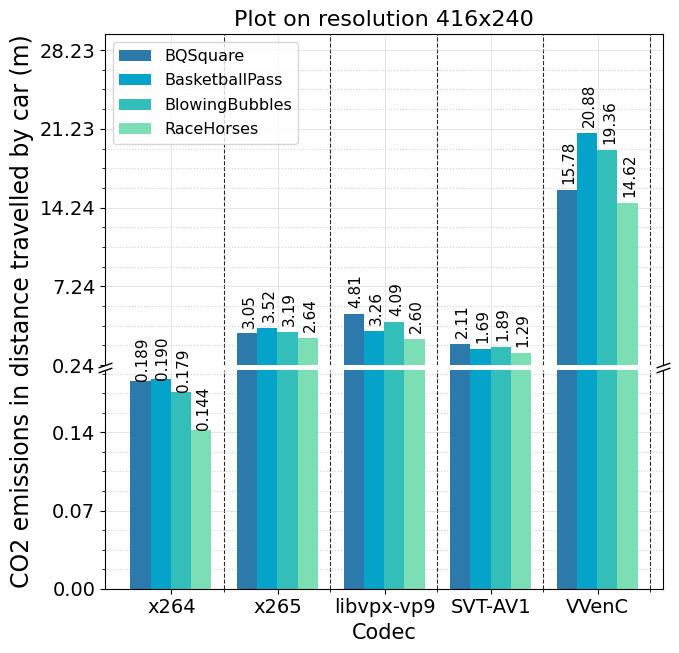 Plot on resolution 416x240
CO2 emissions in distance travelled by car (m)
28.23
21.23
14.24
7.24
0.24
0.14
0.07
0.00
BQSquare
BasketballPass
BlowingBubbles
RaceHorses
0.189
0.190
0.179
0.144
3.05
3.52
3.19
2.64
4.81
3.26
4.09
2.60
2.11
1.69
1.89
1.29
15.78
20.88
19.36
14.62
x264
x265
libvpx-vp9
SVT-AV1
VVenC
Codec